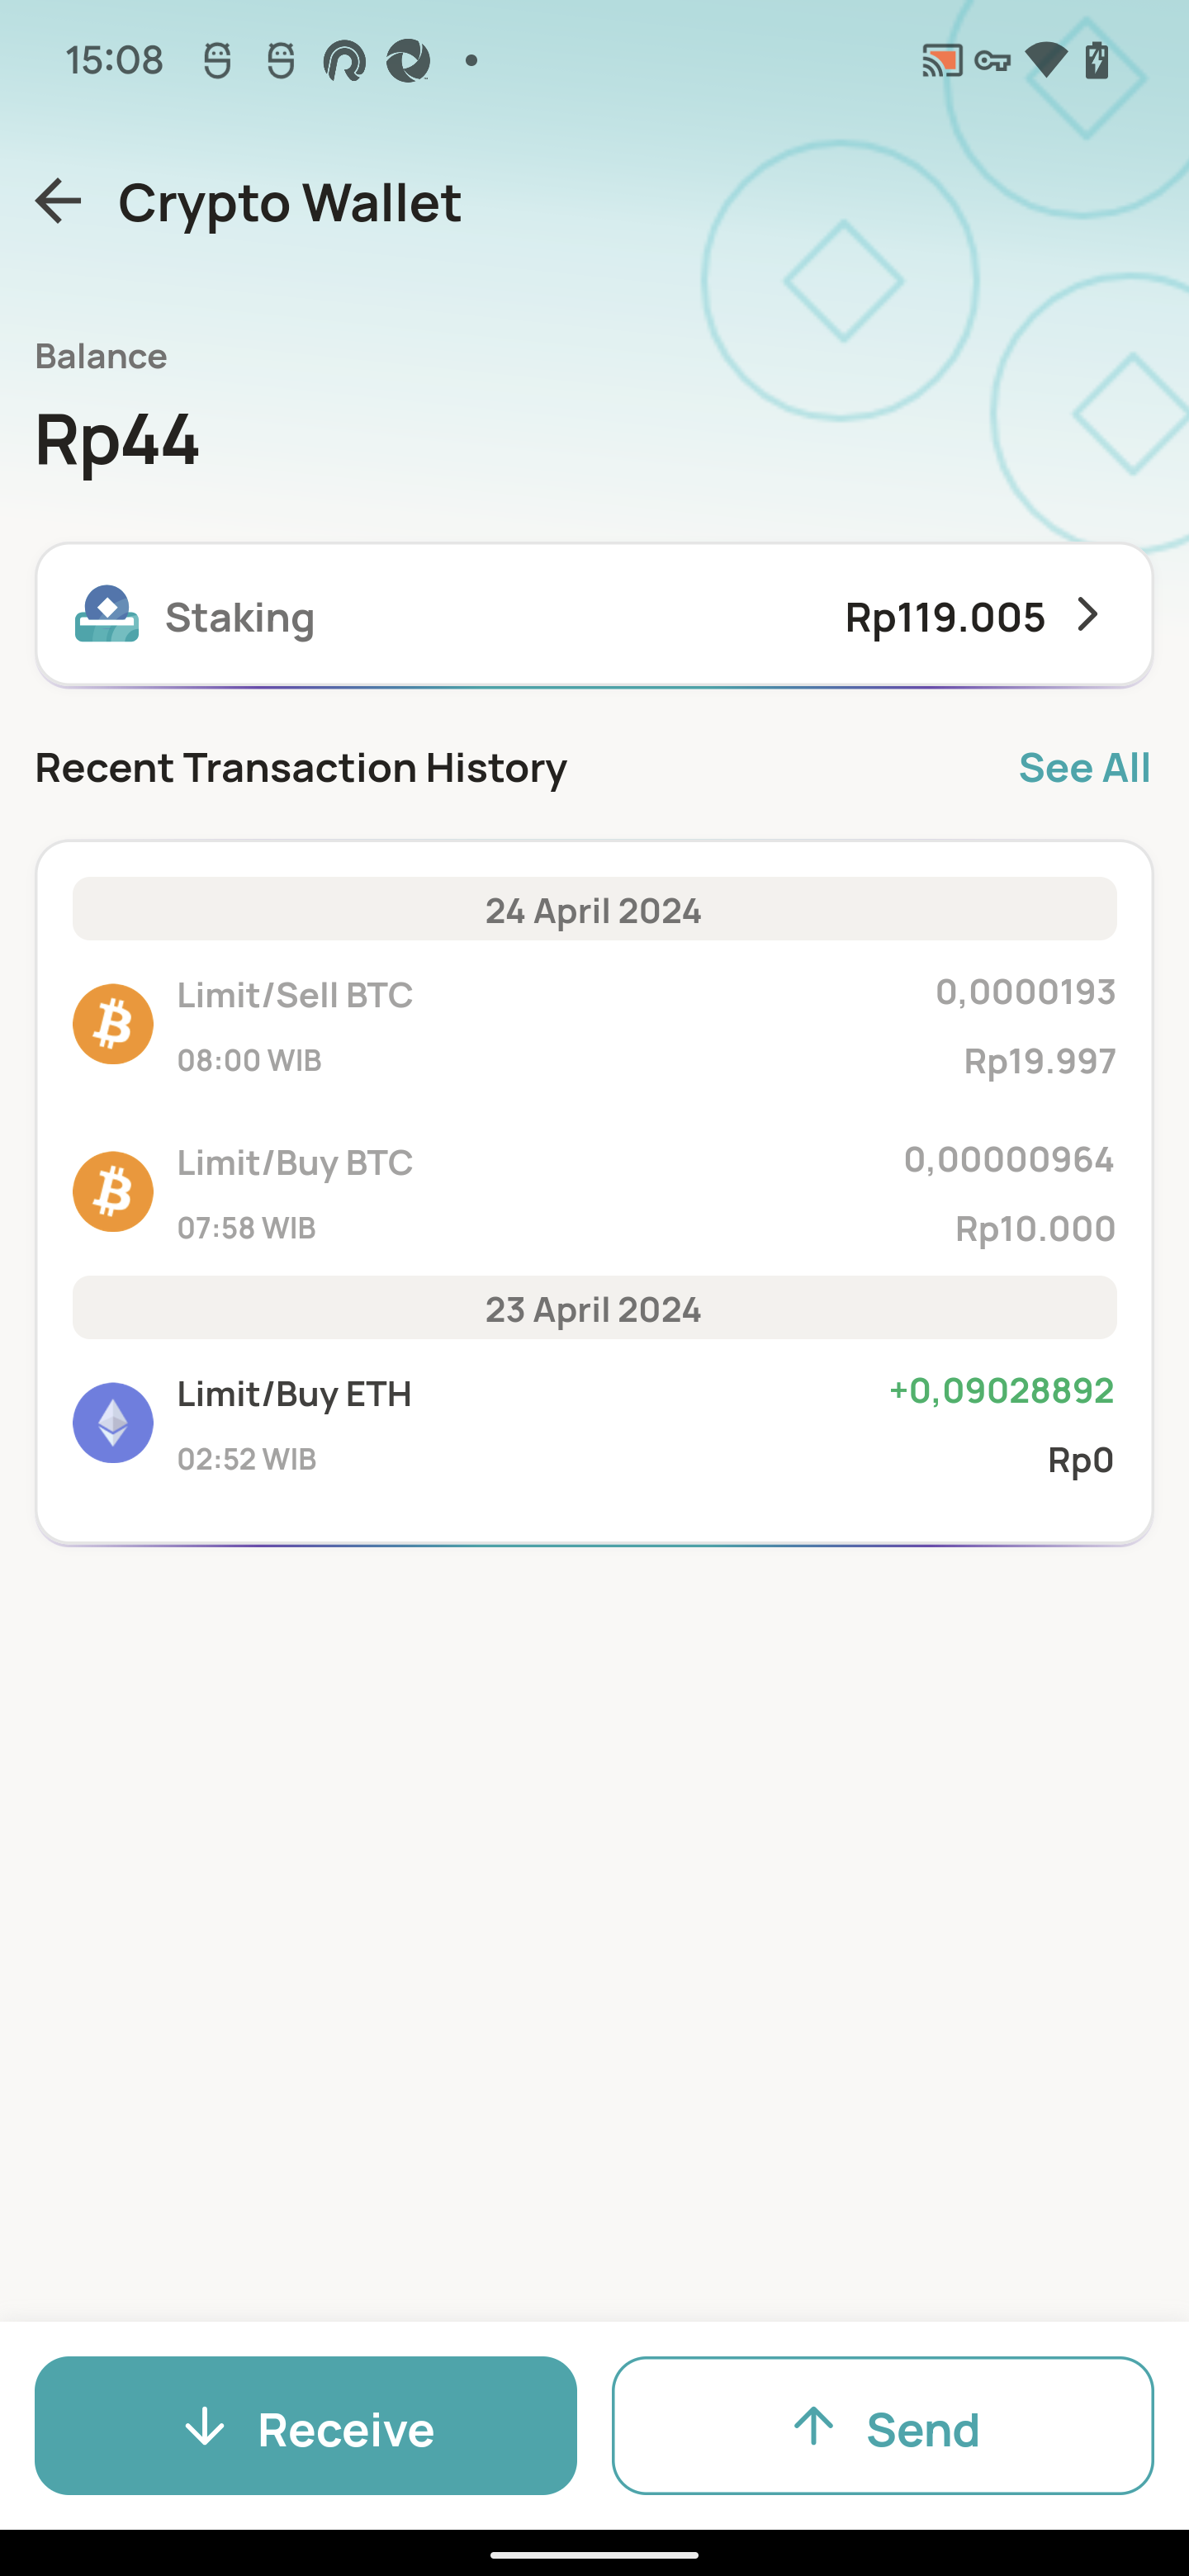 15:08
Crypto Wallet
Balance
Rp44
Staking Rp119.005
Recent Transaction History See All
24 April 2024
Limit/Sell BTC 0,0000193
08:00 WIB Rp19.997
Limit/Buy BTC 0,00000964
07:58 WIB Rp10.000
23 April 2024
Limit/Buy ETH +0,09028892
02:52 WIB Rp0
Receive Send